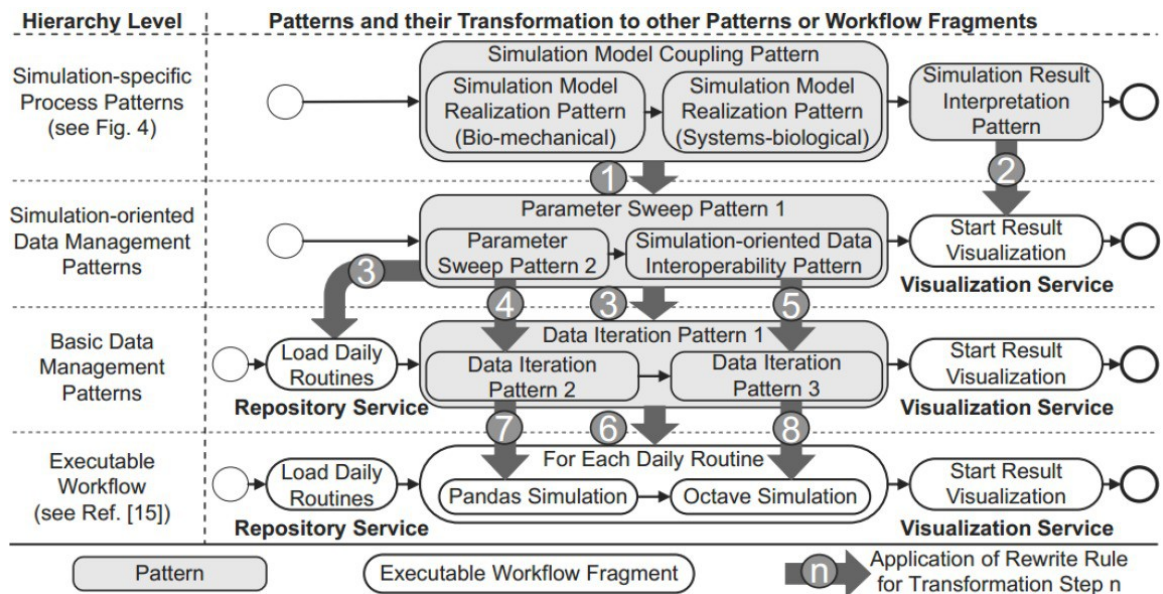 Hierarchy Level
Patterns and their Transformation to other Patterns or Workflow Fragments
Simulation-specific
Process Patterns
(see Fig. 4)
Simulation Model Coupling Pattern
Simulation Model
Realization Pattern
(Bio-mechanical)
Simulation Model
Realization Pattern
(Systems-biological)
Simulation Result
Interpretation
Pattern
1
2
Simulation-oriented
Data Management
Patterns
Parameter Sweep Pattern 1
Parameter
Sweep Pattern 2
Simulation-oriented Data
Interoperability Pattern
Start Result
Visualization
Visualization Service
3
4
3
5
Basic Data
Management
Patterns
Load Daily
Routines
Repository Service
Data Iteration Pattern 1
Data Iteration
Pattern 2
Data Iteration
Pattern 3
Start Result
Visualization
Visualization Service
7
6
8
Executable
Workflow
(see Ref. [15])
Load Daily
Routines
Repository Service
For Each Daily Routine
Pandas Simulation
Octave Simulation
Start Result
Visualization
Visualization Service
Pattern
Executable Workflow Fragment
n
Application of Rewrite Rule
for Transformation Step n